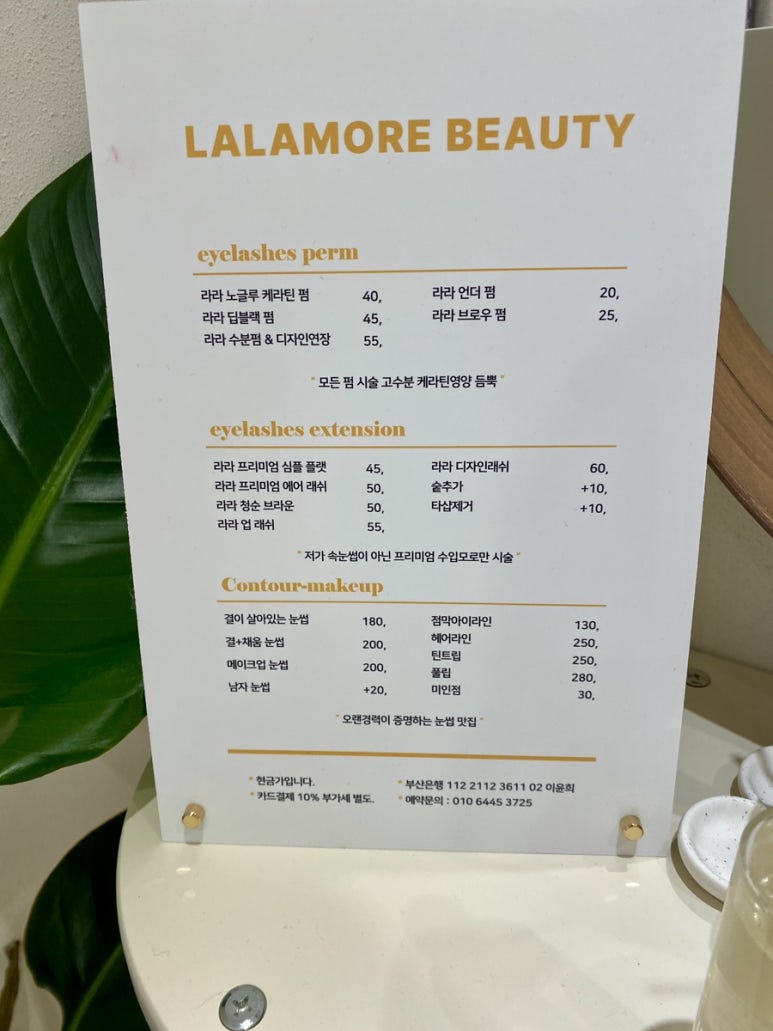 LALAMORE BEAUTY
eyelashes perm
라라 노글루 케라틴 펌 40,
라라 딥블랙 펌 45,
라라 수분펌 & 디자인연장 55,
라라 언더 펌 20,
라라 브로우 펌 25,
" 모든 펌 시술 고수분 케라틴영양 듬뿍 "
eyelashes extension
라라 프리미엄 심플 플랫 45,
라라 프리미엄 에어 래쉬 50,
라라 청순 브라운 50,
라라 업 래쉬 55,
라라 디자인래쉬 60,
숱추가 +10,
타샵제거 +10,
" 저가 속눈썹이 아닌 프리미엄 수입모로만 시술 "
Contour-makeup
결이 살아있는 눈썹 180,
결+채움 눈썹 200,
메이크업 눈썹 200,
남자 눈썹 +20,
점막아이라인 130,
헤어라인 250,
틴트립 250,
풀립 280,
미인점 30,
" 오랜경력이 증명하는 눈썹 맛집 "
* 현금가입니다.
* 카드결제 10% 부가세 별도.
* 부산은행 112 2112 3611 02 이윤희
* 예약문의 : 010 6445 3725